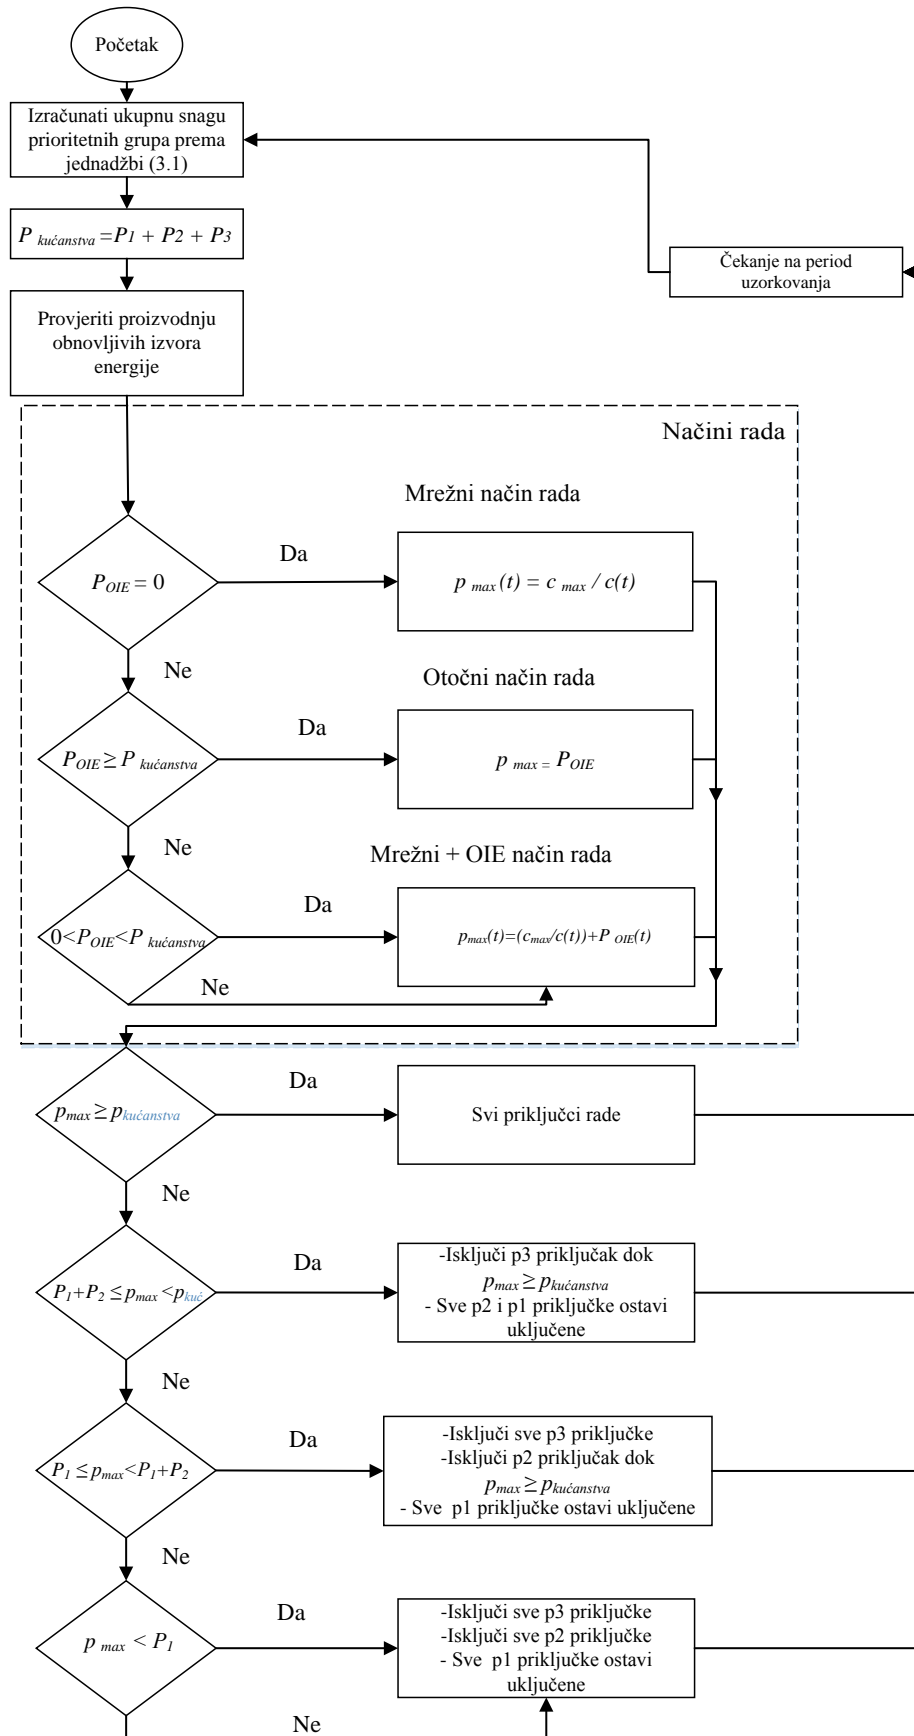 Početak
Izračunati ukupnu snagu
prioritetnih grupa prema
jednadžbi (3.1)
P kućanstva =P1 + P2 + P3
Čekanje na period
uzorkovanja
Provjeriti proizvodnju
obnovljivih izvora
energije
Načini rada
Mrežni način rada
Da
POIE = 0
p max (t) = c max / c(t)
Ne
Otočni način rada
Da
POIE ≥ P kućanstva
p max = POIE
Ne
Mrežni + OIE način rada
Da
0<POIE<P kućanstva
pmax(t)=(cmax/c(t))+P OIE(t)
Ne
Da
pmax ≥ pkućanstva
Svi priključci rade
Ne
Da
P1+P2 ≤ pmax <pkuć
-Isključi p3 priključak dok
pmax ≥ pkućanstva
- Sve p2 i p1 priključke ostavi
uključene
Ne
Da
P1 ≤ pmax<P1+P2
-Isključi sve p3 priključke
-Isključi p2 priključak dok
pmax ≥ pkućanstva
- Sve p1 priključke ostavi uključene
Ne
Da
p max < P1
-Isključi sve p3 priključke
-Isključi sve p2 priključke
- Sve p1 priključke ostavi
uključene
Ne